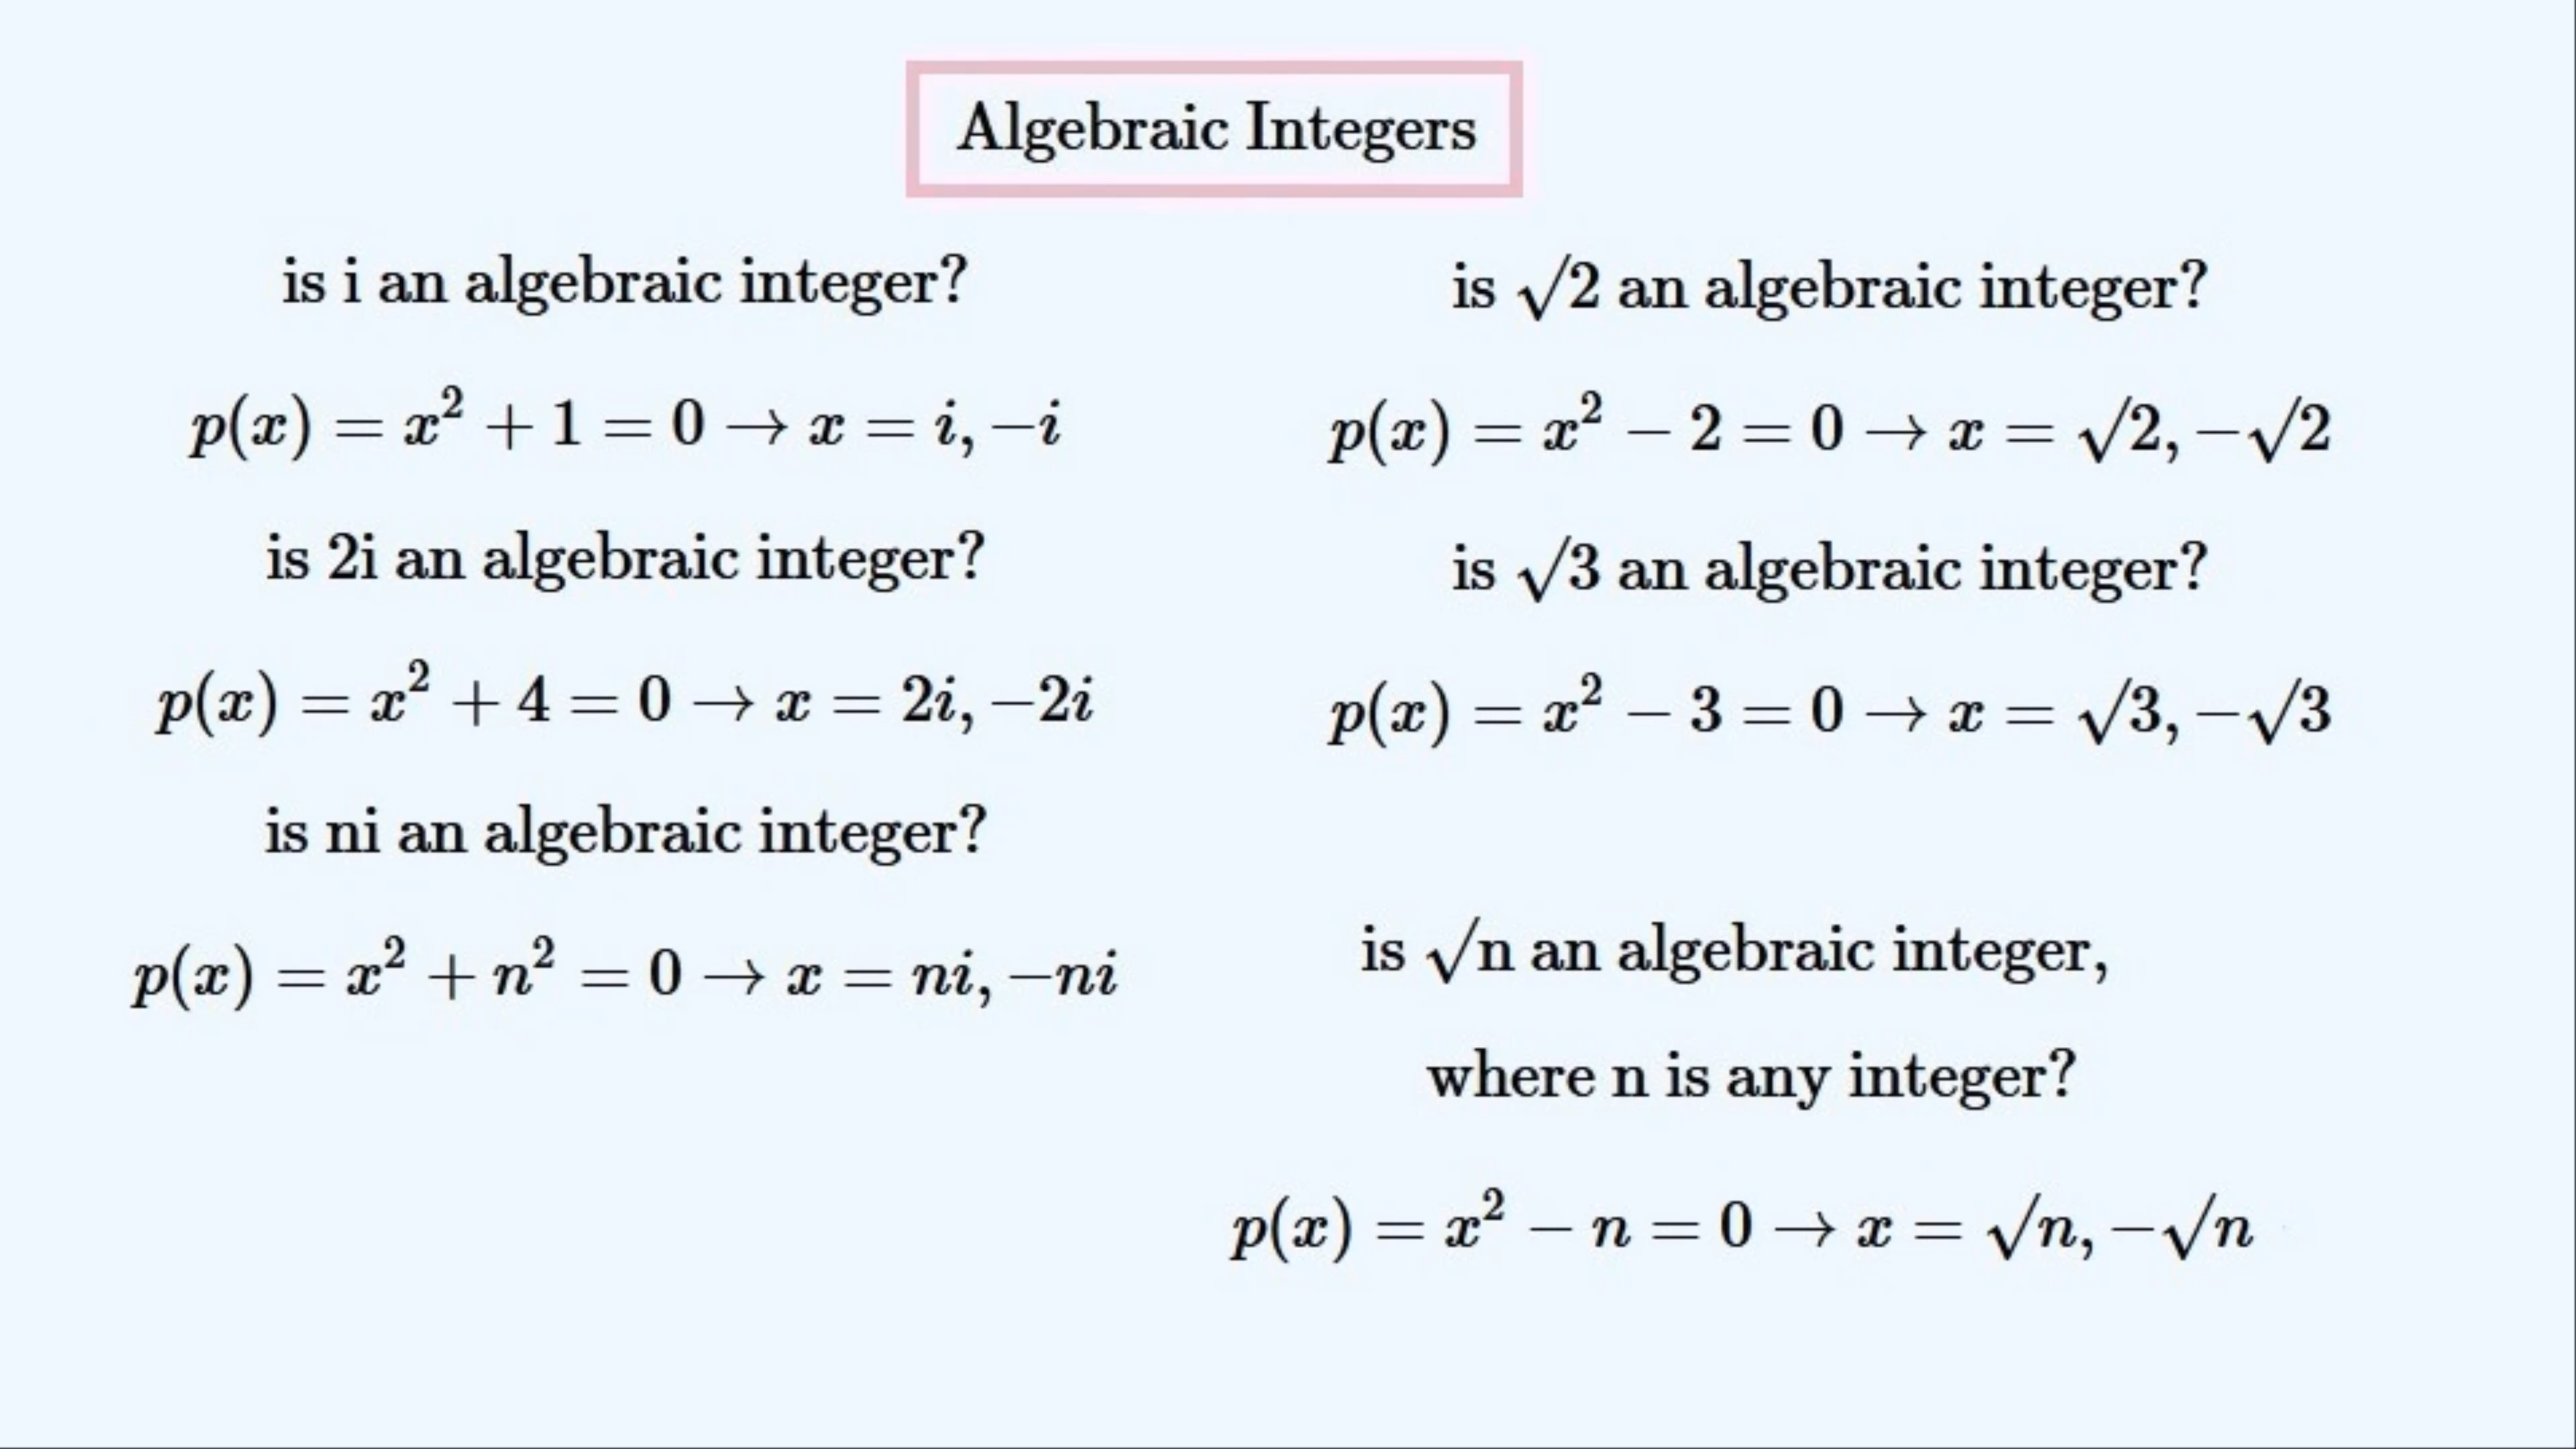 Algebraic Integers
is i an algebraic integer?
p(x) = x² + 1 = 0 → x = i, −i
is 2i an algebraic integer?
p(x) = x² + 4 = 0 → x = 2i, −2i
is ni an algebraic integer?
p(x) = x² + n² = 0 → x = ni, −ni
is √2 an algebraic integer?
p(x) = x² − 2 = 0 → x = √2, −√2
is √3 an algebraic integer?
p(x) = x² − 3 = 0 → x = √3, −√3
is √n an algebraic integer,
where n is any integer?
p(x) = x² − n = 0 → x = √n, −√n